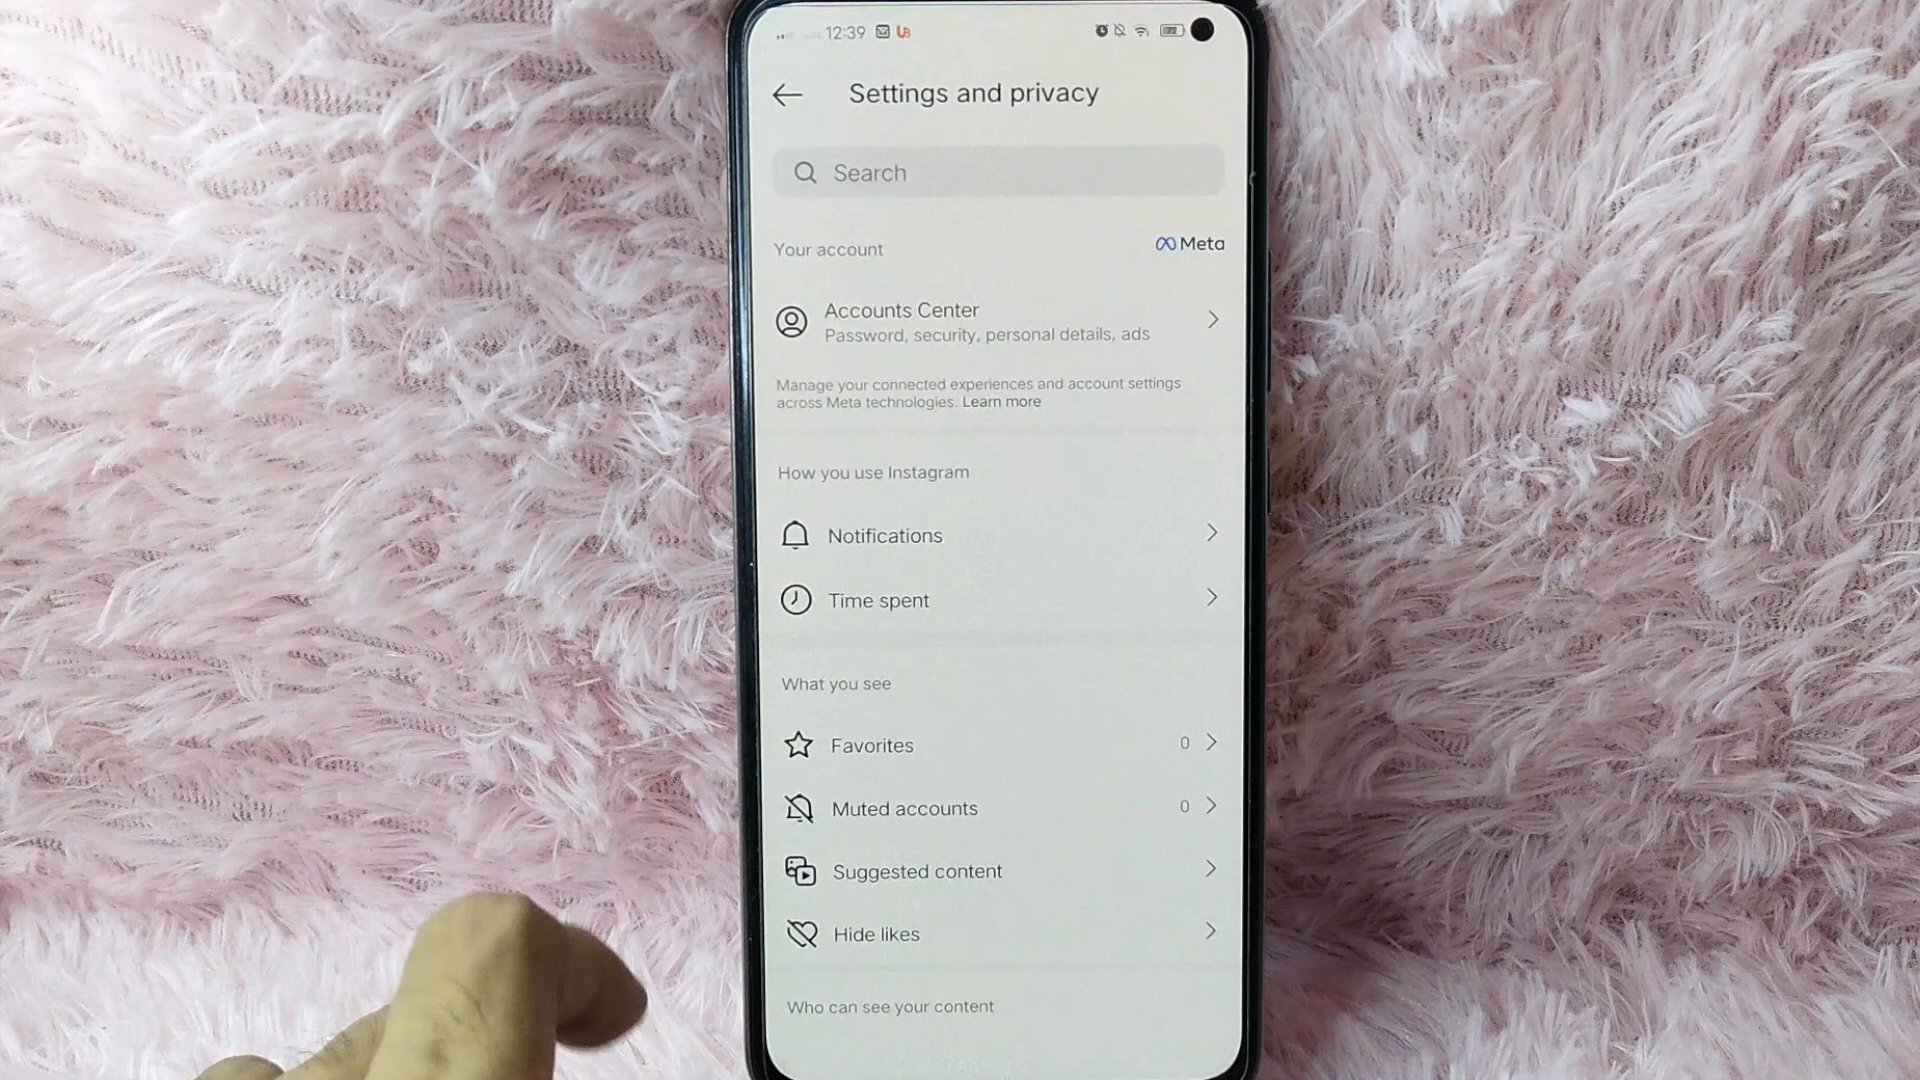 12:39
Settings and privacy
Search
Your account
Meta
Accounts Center
Password, security, personal details, ads
Manage your connected experiences and account settings
across Meta technologies. Learn more
How you use Instagram
Notifications
Time spent
What you see
Favorites 0
Muted accounts 0
Suggested content
Hide likes
Who can see your content